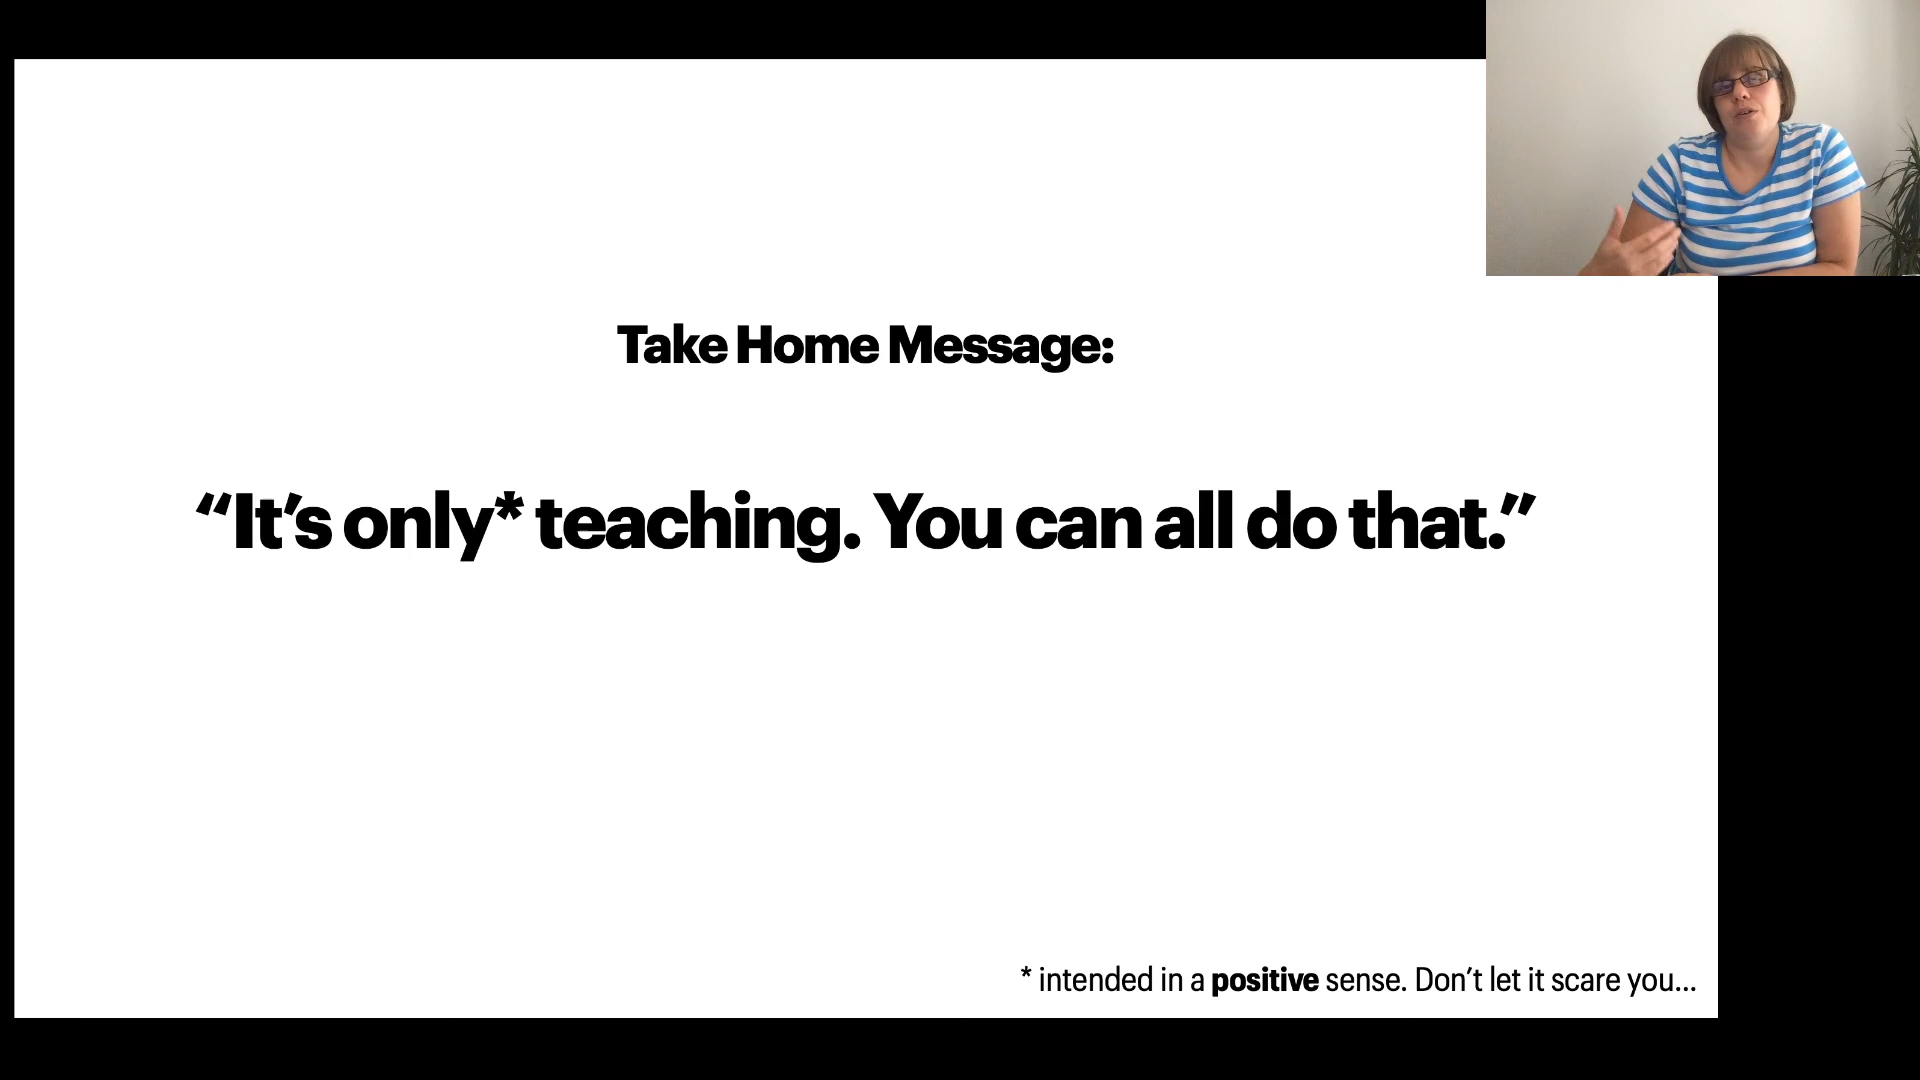 Take Home Message:
“It’s only* teaching. You can all do that.”
* intended in a positive sense. Don’t let it scare you...